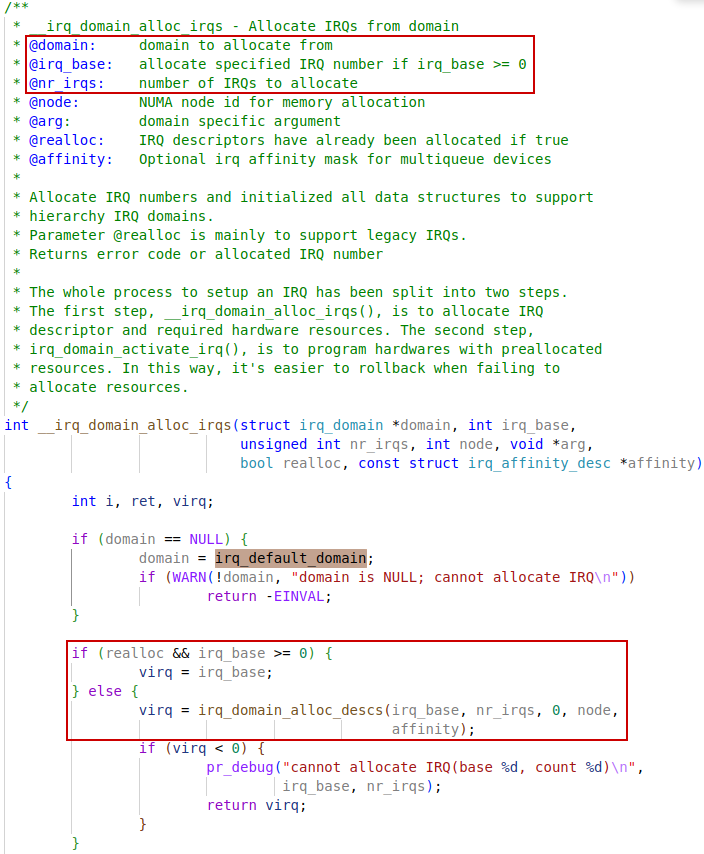 /**
 * __irq_domain_alloc_irqs - Allocate IRQs from domain
 * @domain:     domain to allocate from
 * @irq_base:   allocate specified IRQ number if irq_base >= 0
 * @nr_irqs:    number of IRQs to allocate
 * @node:       NUMA node id for memory allocation
 * @arg:        domain specific argument
 * @realloc:    IRQ descriptors have already been allocated if true
 * @affinity:   Optional irq affinity mask for multiqueue devices
 *
 * Allocate IRQ numbers and initialized all data structures to support
 * hierarchy IRQ domains.
 * Parameter @realloc is mainly to support legacy IRQs.
 * Returns error code or allocated IRQ number
 *
 * The whole process to setup an IRQ has been split into two steps.
 * The first step, __irq_domain_alloc_irqs(), is to allocate IRQ
 * descriptor and required hardware resources. The second step,
 * irq_domain_activate_irq(), is to program hardwares with preallocated
 * resources. In this way, it's easier to rollback when failing to
 * allocate resources.
 */
int __irq_domain_alloc_irqs(struct irq_domain *domain, int irq_base,
                            unsigned int nr_irqs, int node, void *arg,
                            bool realloc, const struct irq_affinity_desc *affinity)
{
        int i, ret, virq;

        if (domain == NULL) {
                domain = irq_default_domain;
                if (WARN(!domain, "domain is NULL; cannot allocate IRQ\n"))
                        return -EINVAL;
        }

        if (realloc && irq_base >= 0) {
                virq = irq_base;
        } else {
                virq = irq_domain_alloc_descs(irq_base, nr_irqs, 0, node,
                                              affinity);
                if (virq < 0) {
                        pr_debug("cannot allocate IRQ(base %d, count %d)\n",
                                 irq_base, nr_irqs);
                        return virq;
                }
        }